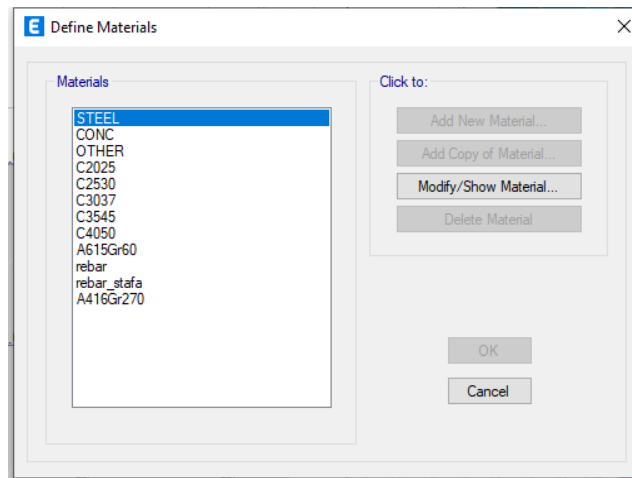 E Define Materials
Materials
STEEL
CONC
OTHER
C2025
C2530
C3037
C3545
C4050
A615Gr60
rebar
rebar_stafa
A416Gr270
Click to:
Add New Material...
Add Copy of Material...
Modify/Show Material...
Delete Material
OK
Cancel